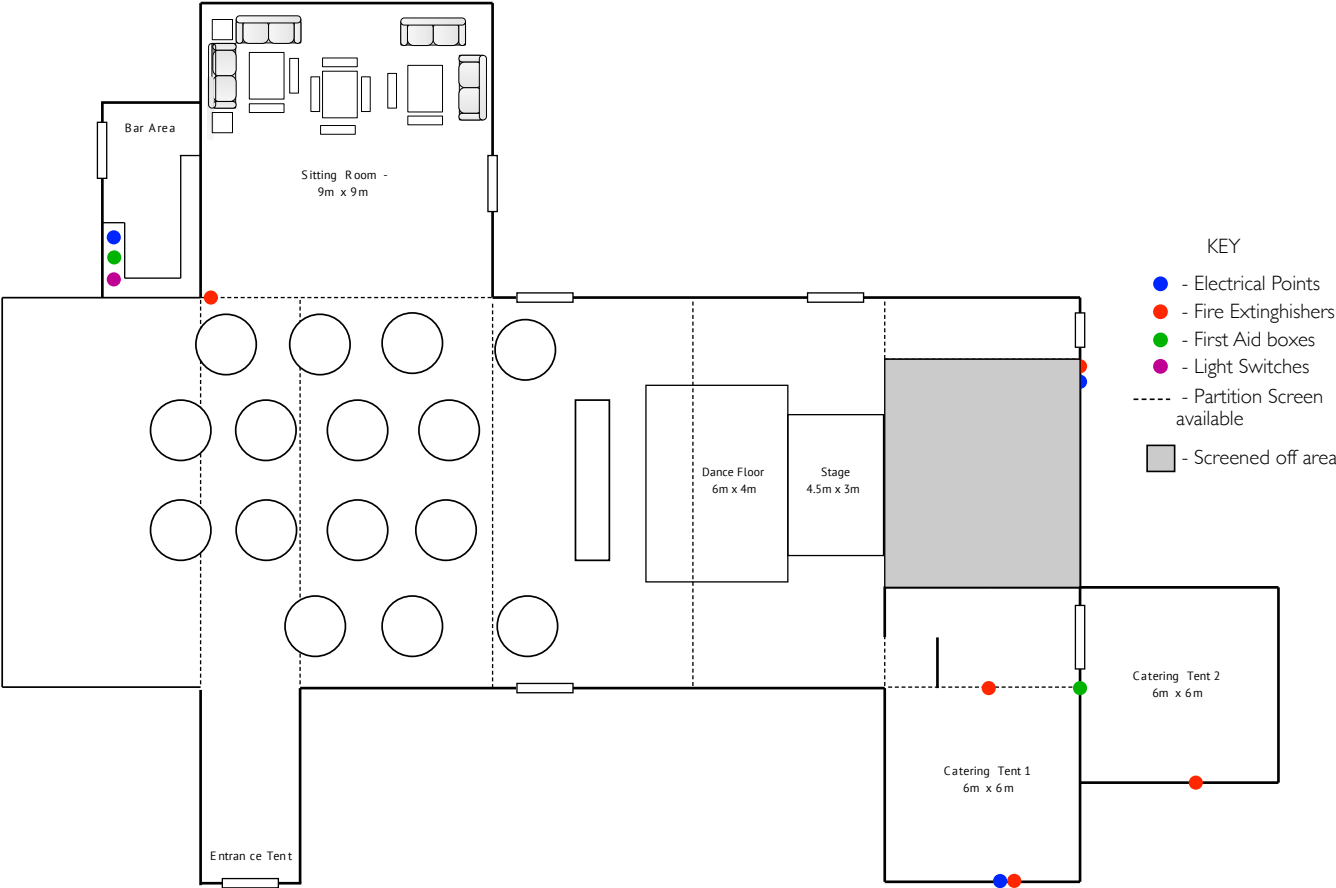 Bar Area
Sitting Room -
9m x 9m
KEY
- Electrical Points
- Fire Extinghishers
- First Aid boxes
- Light Switches
- Partition Screen
available
- Screened off area
Dance Floor
6m x 4m
Stage
4.5m x 3m
Catering Tent 2
6m x 6m
Catering Tent 1
6m x 6m
Entran ce Tent